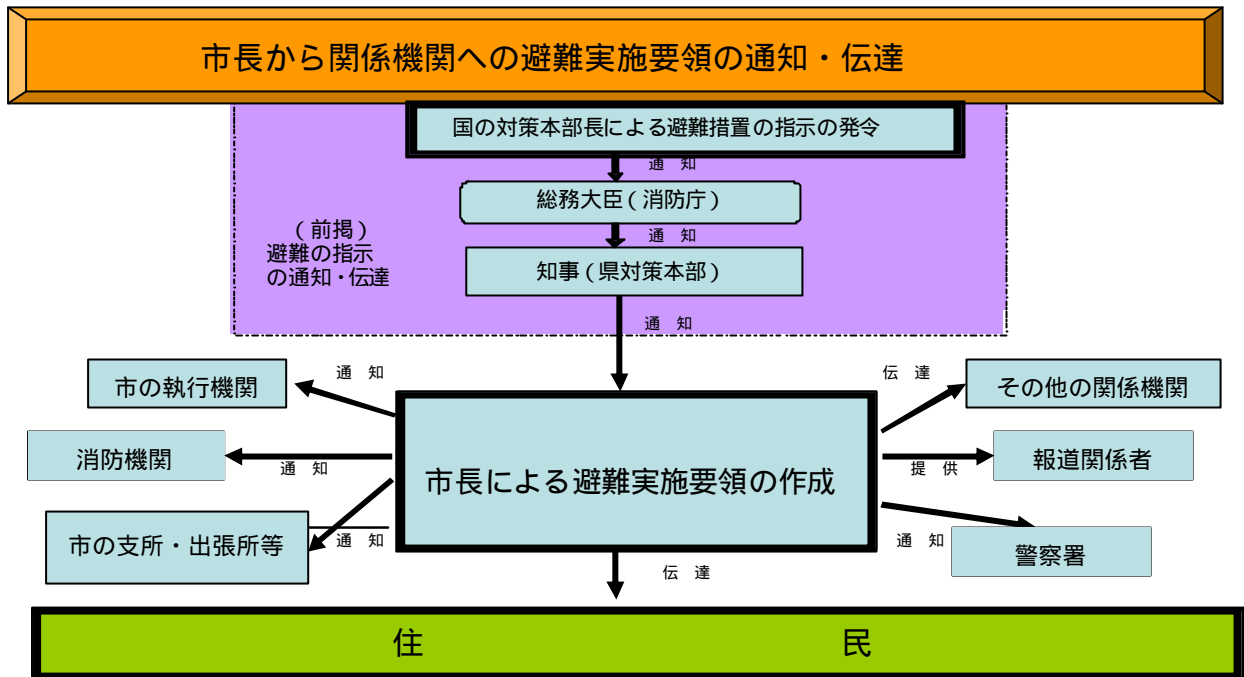 市長から関係機関への避難実施要領の通知・伝達
国の対策本部長による避難措置の指示の発令
通 知
総務大臣(消防庁)
通 知
(前掲)
避難の指示
の通知・伝達
知事(県対策本部)
通 知
市の執行機関
通 知
伝 達
その他の関係機関
消防機関
通 知
市長による避難実施要領の作成
提 供
報道関係者
市の支所・出張所等
通 知
通 知
警察署
伝 達
住 民